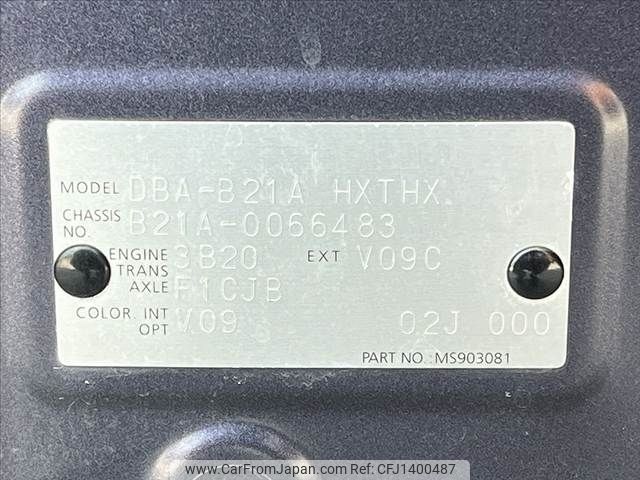 MODEL DBA-B21A HXTHX
CHASSIS NO. B21A-0066483
ENGINE 3B20 EXT V09C
TRANS
AXLE F1CJB
COLOR. INT V09 02J 000
OPT
PART NO.:MS903081
www.CarFromJapan.com CFJ1400487